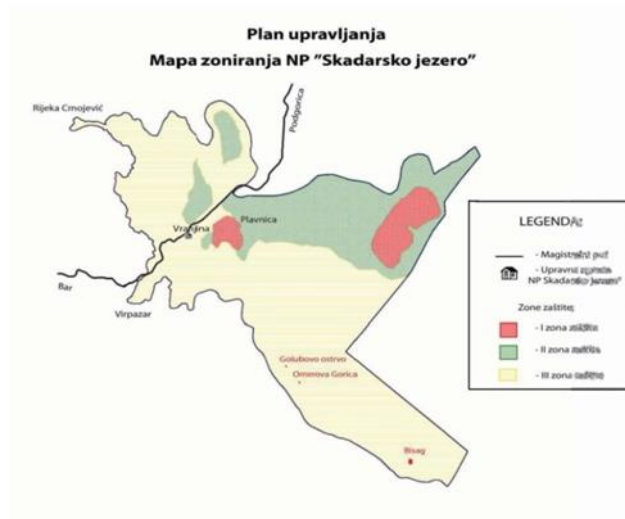 Plan upravljanja
Mapa zoniranja NP "Skadarsko jezero"
Rijeka Crnojević
Podgorica
Plavnica
Vranjina
Bar
Virpazar
Golubovo ostrvo
Omerova Gorica
Bisag
LEGENDA:
- Magistralni put
- Upravna zgrada
NP Skadarsko jezero"
Zone zaštite:
- I zona zaštite
- II zona zaštite
- III zona zaštite